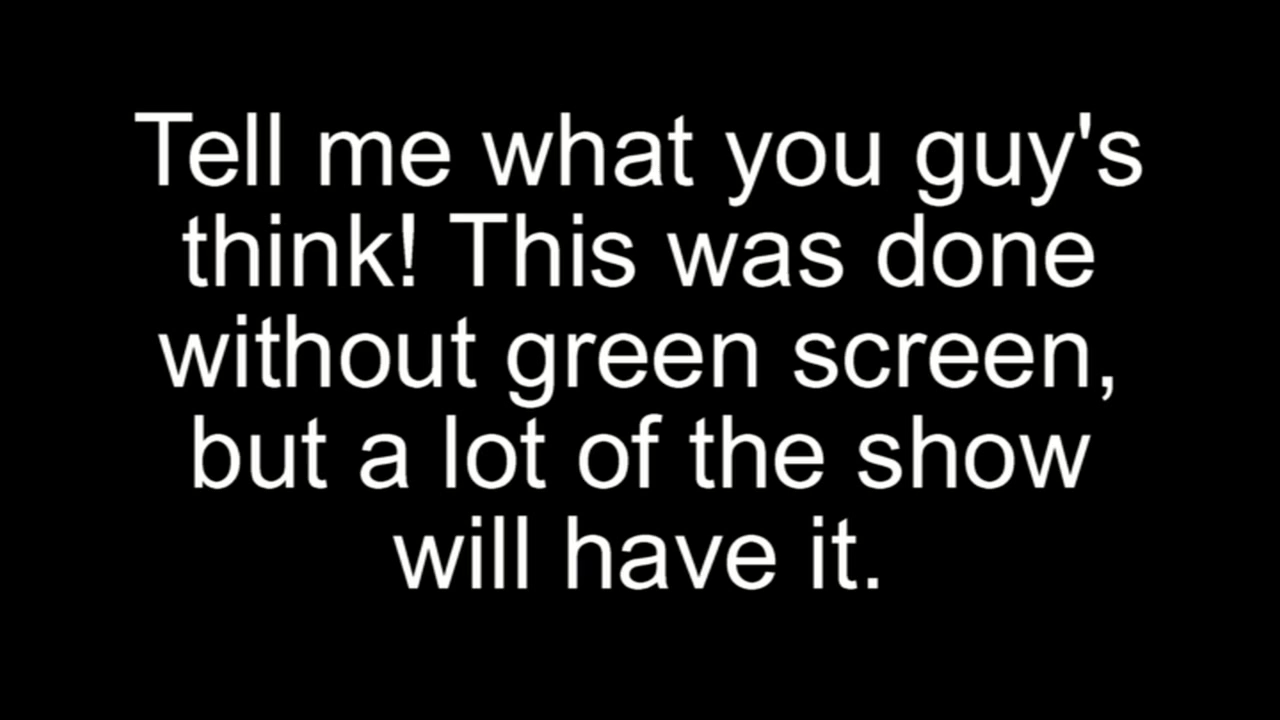 Tell me what you guy's
think! This was done
without green screen,
but a lot of the show
will have it.